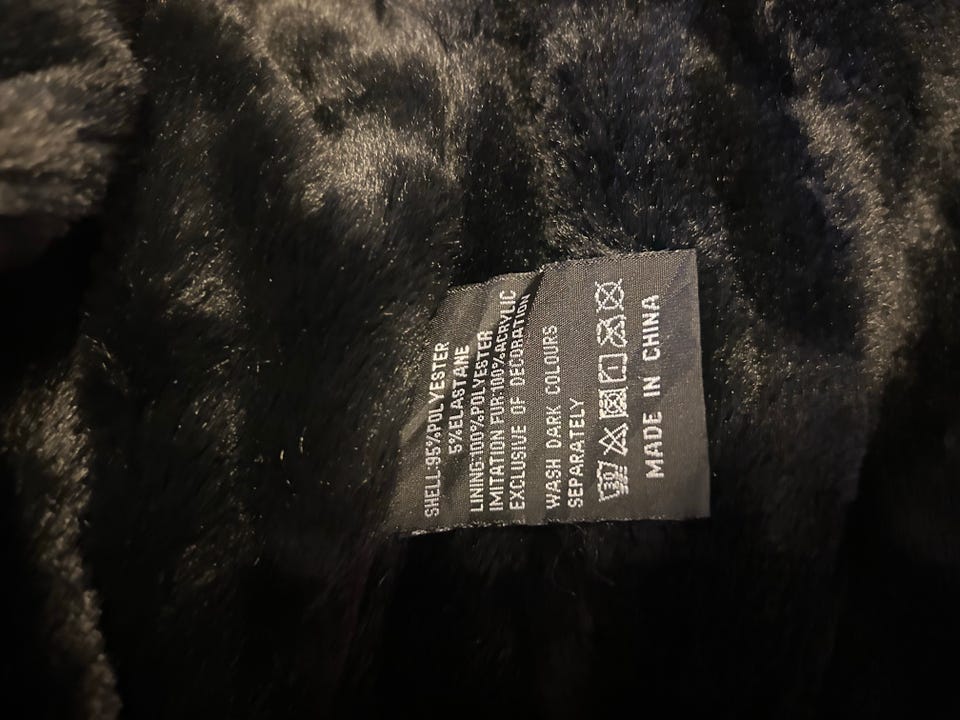 SHELL:95%POLYESTER
5%ELASTANE
LINING:100%POLYESTER
IMITATION FUR:100%ACRYLIC
EXCLUSIVE OF DECORATION
WASH DARK COLOURS
SEPARATELY
30
MADE IN CHINA